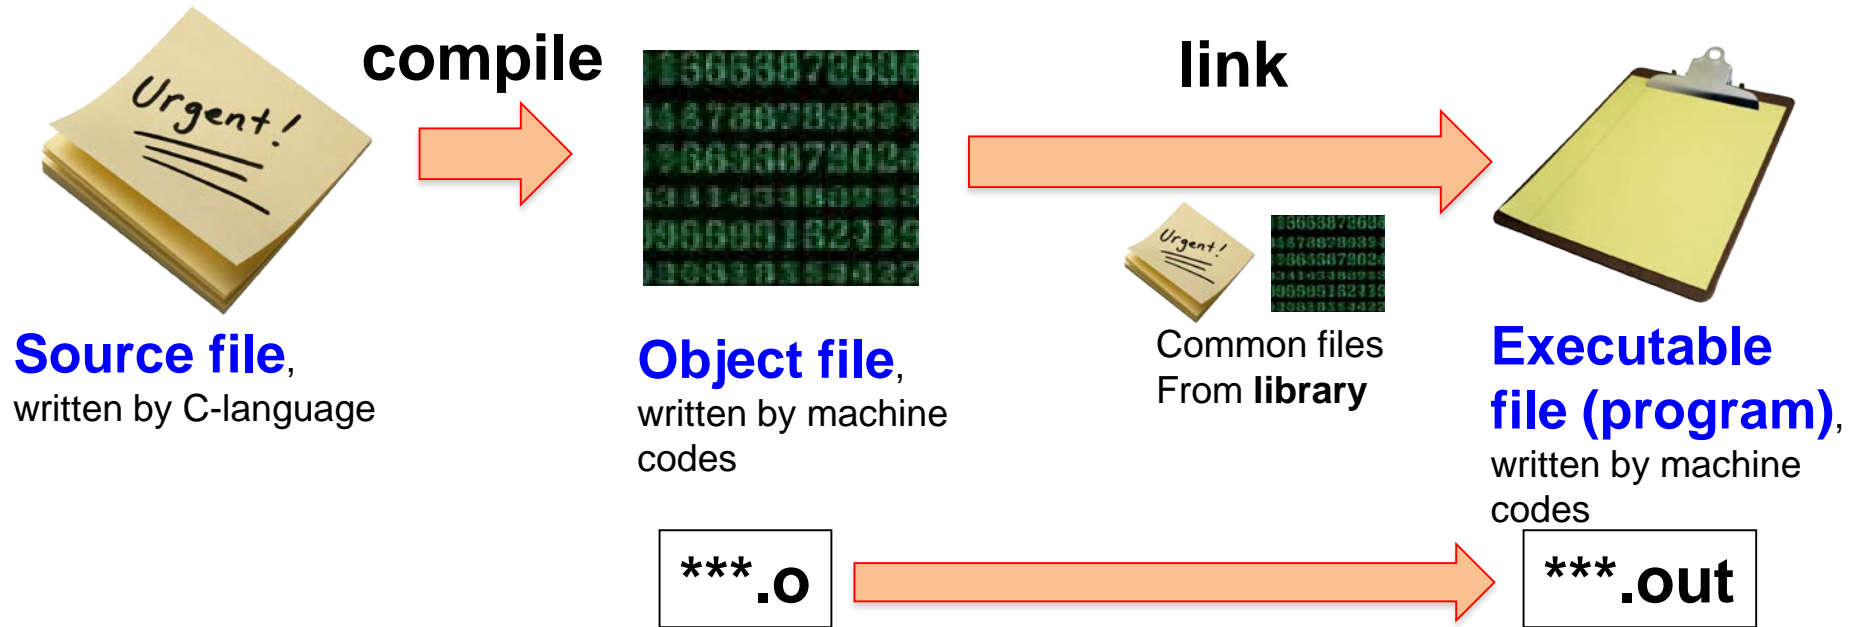 compile
link
Urgent!
Urgent!
Source file,
written by C-language
Object file,
written by machine
codes
Common files
From library
Executable
file (program),
written by machine
codes
***.o
***.out